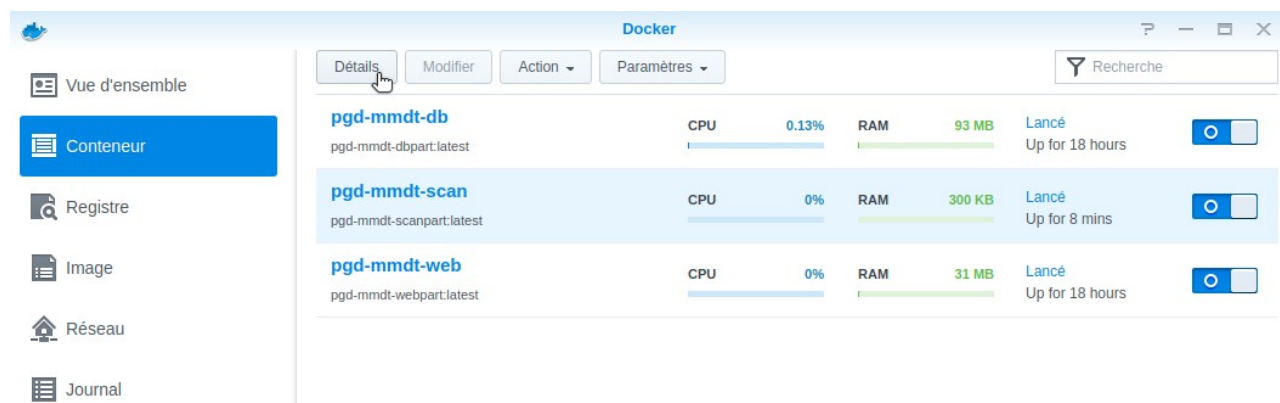 Docker
Vue d'ensemble
Conteneur
Registre
Image
Réseau
Journal
Détails Modifier Action Paramètres Recherche
pgd-mmdt-db CPU 0.13% RAM 93 MB Lancé
pgd-mmdt-dbpart:latest Up for 18 hours
pgd-mmdt-scan CPU 0% RAM 300 KB Lancé
pgd-mmdt-scanpart:latest Up for 8 mins
pgd-mmdt-web CPU 0% RAM 31 MB Lancé
pgd-mmdt-webpart:latest Up for 18 hours